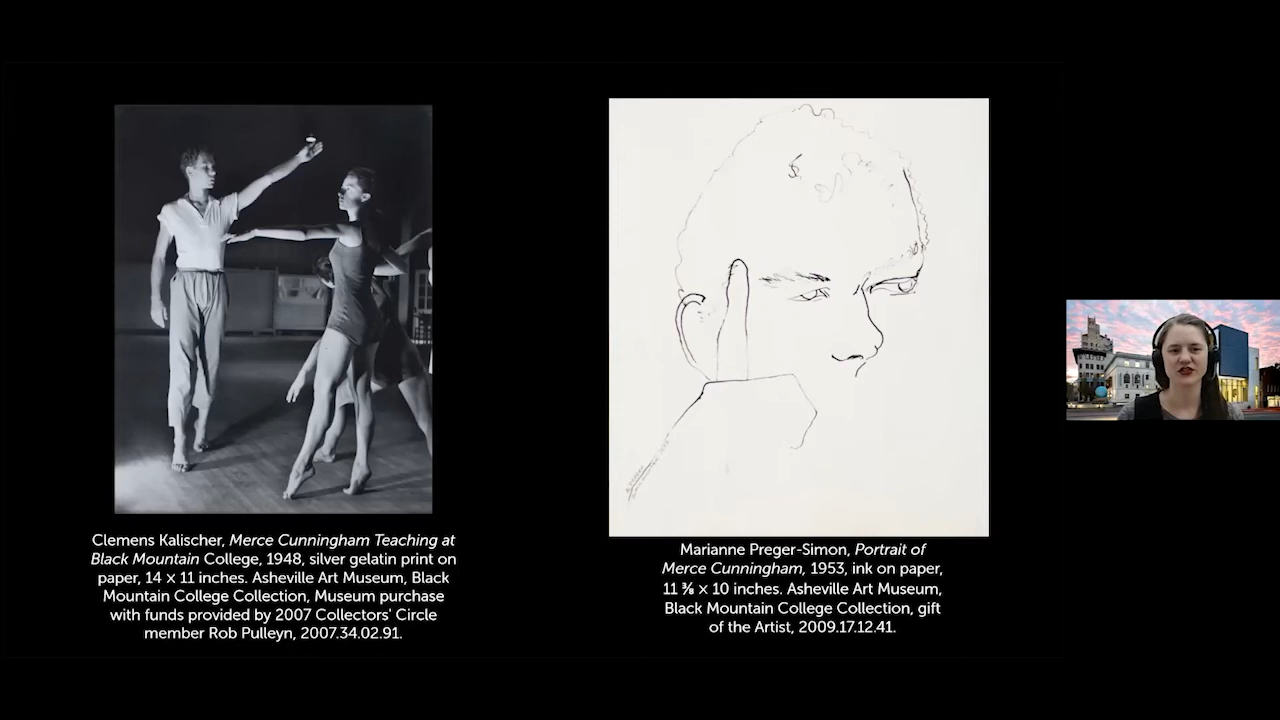 Clemens Kalischer, Merce Cunningham Teaching at
Black Mountain College, 1948, silver gelatin print on
paper, 14 × 11 inches. Asheville Art Museum, Black
Mountain College Collection, Museum purchase
with funds provided by 2007 Collectors' Circle
member Rob Pulleyn, 2007.34.02.91.
Marianne Preger-Simon, Portrait of
Merce Cunningham, 1953, ink on paper,
11 ⅜ × 10 inches. Asheville Art Museum,
Black Mountain College Collection, gift
of the Artist, 2009.17.12.41.